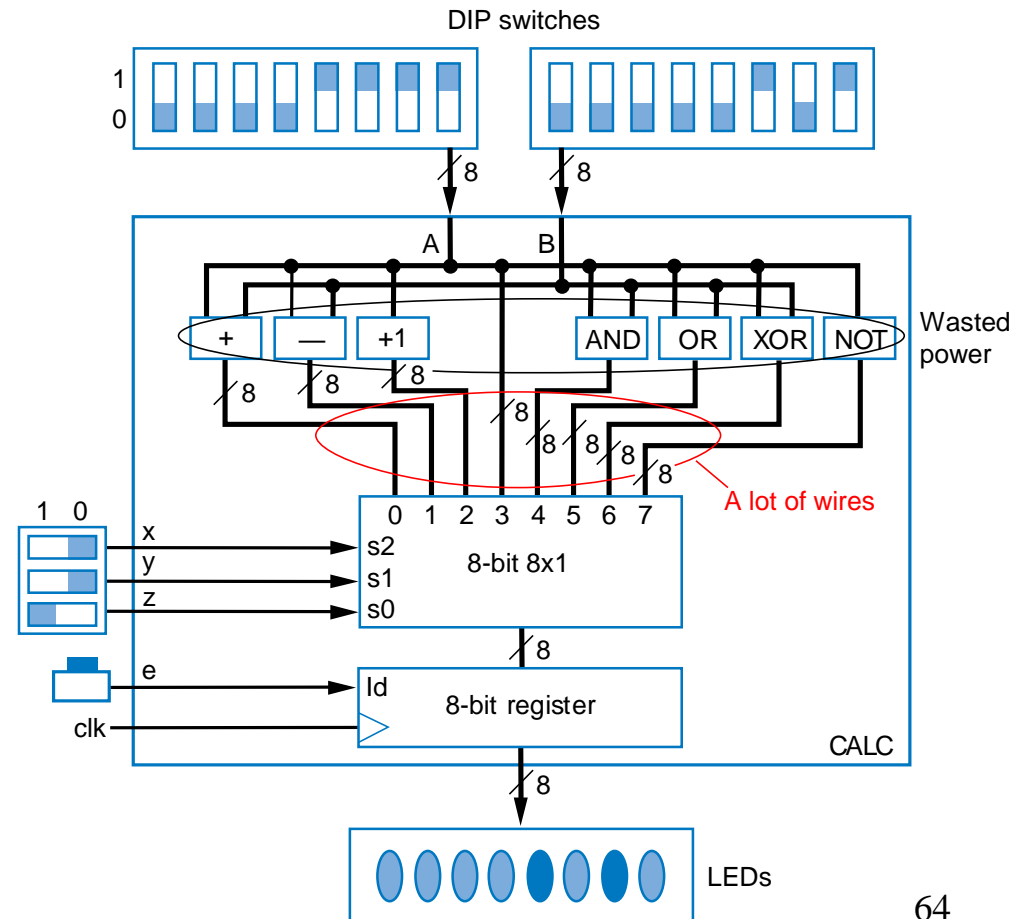 DIP switches
1
0
8
8
A
B
+
—
+1
AND
OR
XOR
NOT
Wasted
power
8
8
8
8
8
8
8
8
A lot of wires
0 1 2 3 4 5 6 7
1 0
x
s2
8-bit 8x1
y
s1
z
s0
8
e
ld
8-bit register
clk
CALC
8
LEDs
64